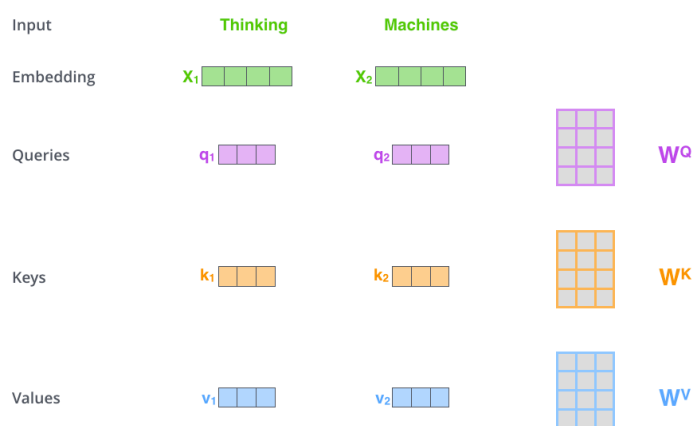 Input Thinking Machines
Embedding X1 X2
Queries q1 q2 WQ
Keys k1 k2 WK
Values v1 v2 WV